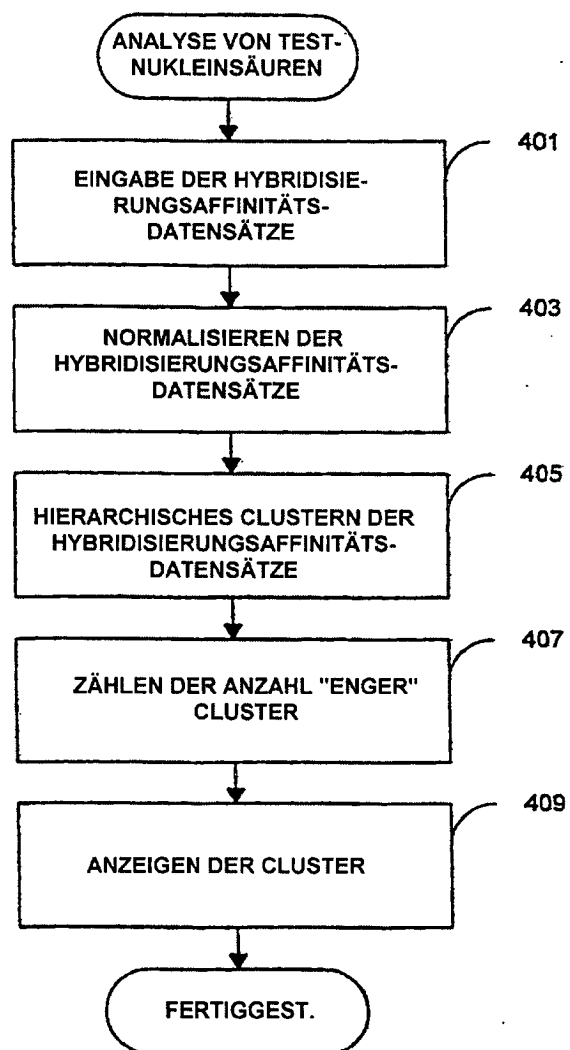 ANALYSE VON TEST-
NUKLEINSÄUREN
401
EINGABE DER HYBRIDISIE-
RUNGSAFFINITÄTS-
DATENSÄTZE
403
NORMALISIEREN DER
HYBRIDISIERUNGSAFFINITÄTS-
DATENSÄTZE
405
HIERARCHISCHES CLUSTERN DER
HYBRIDISIERUNGSAFFINITÄTS-
DATENSÄTZE
407
ZÄHLEN DER ANZAHL "ENGER"
CLUSTER
409
ANZEIGEN DER CLUSTER
FERTIGGEST.